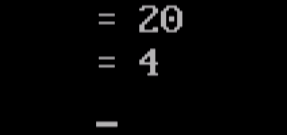 = 20
= 4
_